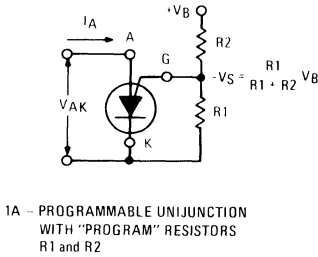 +VB
IA
A
G
R2
-VS = R1 / R1 + R2 VB
VAK
R1
K
1A – PROGRAMMABLE UNIJUNCTION
WITH "PROGRAM" RESISTORS
R1 and R2